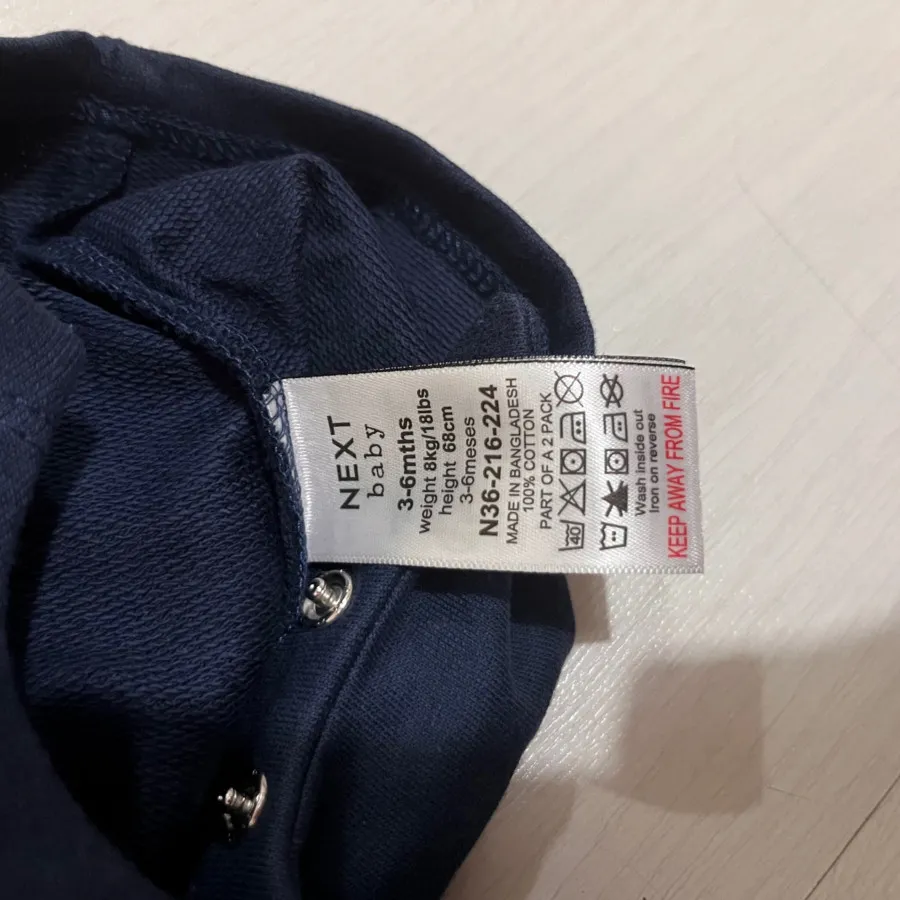 NEXT
baby
3-6mths
weight 8kg/18lbs
height 68cm
3-6meses
N36-216-224
MADE IN BANGLADESH
100% COTTON
PART OF A 2 PACK
40
Wash inside out
Iron on reverse
KEEP AWAY FROM FIRE